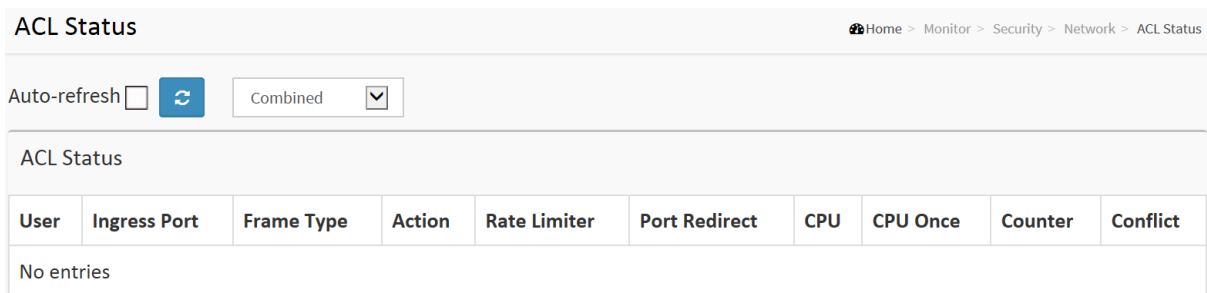 ACL Status
Home > Monitor > Security > Network > ACL Status
Auto-refresh
Combined
ACL Status
User Ingress Port Frame Type Action Rate Limiter Port Redirect CPU CPU Once Counter Conflict
No entries